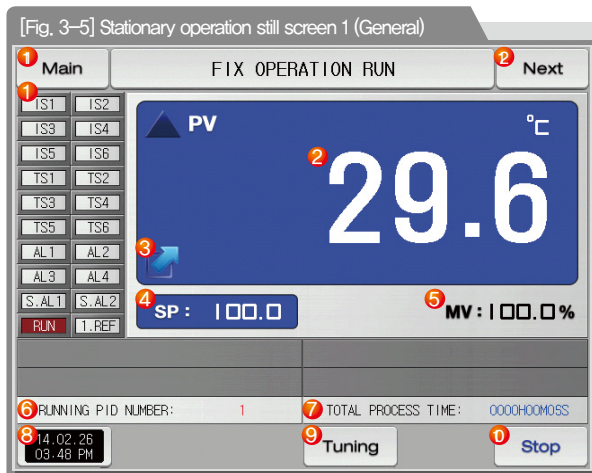 [Fig. 3-5] Stationary operation still screen 1 (General)
1 Main FIX OPERATION RUN 12 Next
1
IS1 IS2
IS3 IS4
IS5 IS6
TS1 TS2
TS3 TS4
TS5 TS6
AL1 AL2
AL3 AL4
S.AL1 S.AL2
RUN 1.REF
PV °C
2 29.6
3
4 SP : 100.0
5 MV : 100.0 %
6 RUNNING PID NUMBER: 1
7 TOTAL PROCESS TIME: 0000H00M05S
8 14.02.26
03.48 PM
9 Tuning
10 Stop